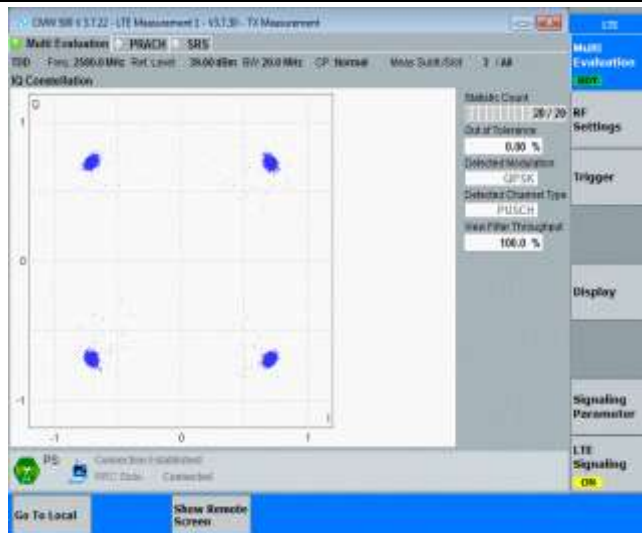 CMW 500 V 3.7.22 - LTE Measurement 1 - V3.7.30 - TX Measurement
Multi Evaluation PRACH SRS
TDD Freq: 2580.0 MHz Ref. Level: BW: 20.0 MHz CP: Normal Meas Subfr./Slot 3 / All
IQ Constellation
Q
1
0
-1
-1 0 1
I
Statistic Count
20 / 20
Out of Tolerance
0.00 %
Detected Modulation
QPSK
Detected Channel Type
PUSCH
View Filter Throughput
100.0 %
PS:
Connection Established
RRC State: Connected
Go To Local
Show Remote
Screen
LTE
Multi
Evaluation
RDY
RF
Settings
Trigger
Display
Signaling
Parameter
LTE
Signaling
ON